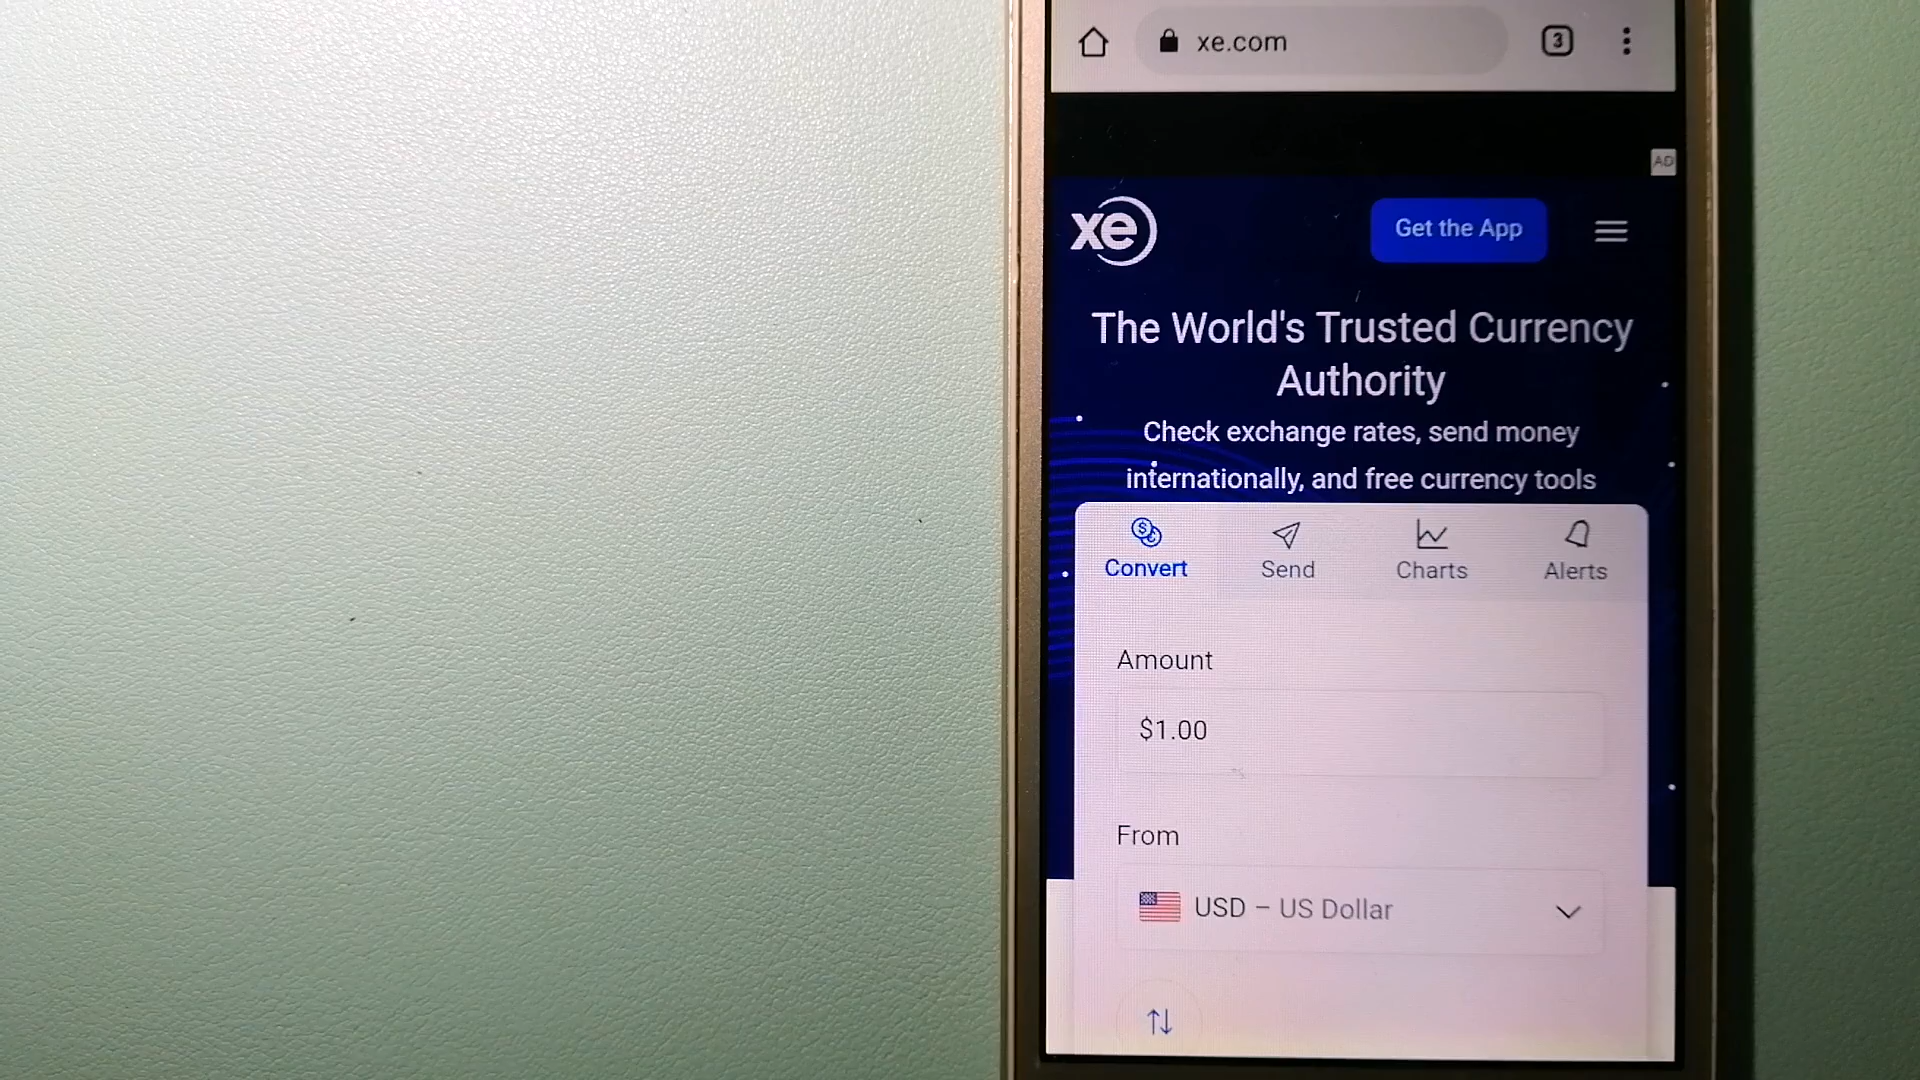 xe.com
3
AD
xe
Get the App
The World's Trusted Currency
Authority
Check exchange rates, send money
internationally, and free currency tools
Convert
Send
Charts
Alerts
Amount
$1.00
From
USD – US Dollar